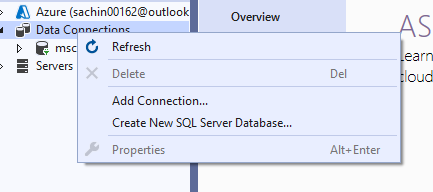 Azure (sachin00162@outlook
Overview
AS
Data Connections
Refresh
Learn
msc
cloud
Delete Del
Servers
Add Connection...
Create New SQL Server Database...
Properties Alt+Enter